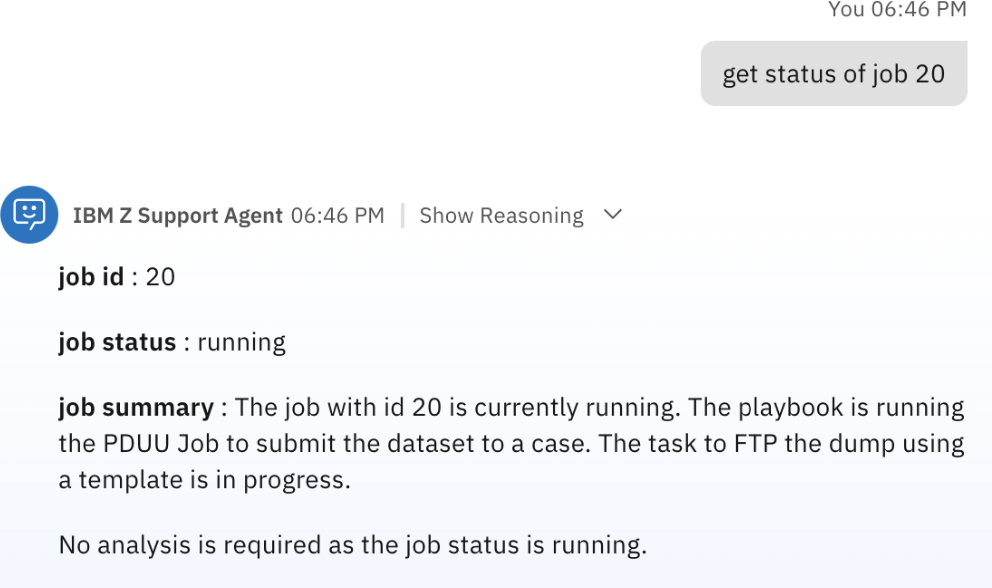 You 06:46 PM
get status of job 20
IBM Z Support Agent 06:46 PM | Show Reasoning
job id : 20
job status : running
job summary : The job with id 20 is currently running. The playbook is running
the PDUU Job to submit the dataset to a case. The task to FTP the dump using
a template is in progress.
No analysis is required as the job status is running.